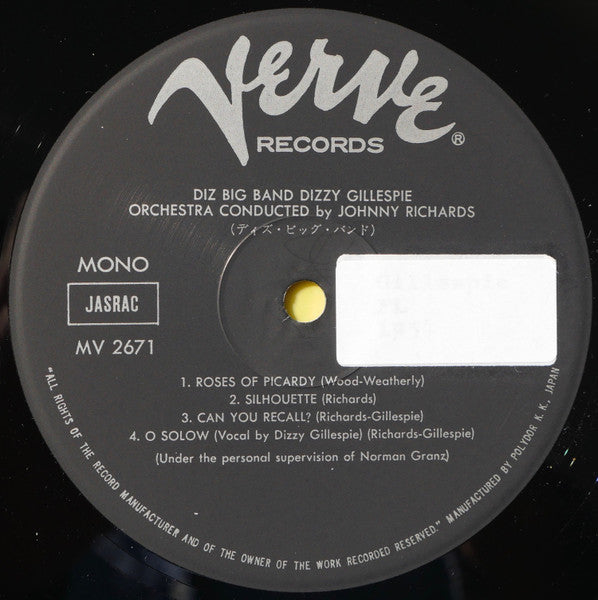 Verve
RECORDS ®
DIZ BIG BAND DIZZY GILLESPIE
ORCHESTRA CONDUCTED by JOHNNY RICHARDS
(ディズ・ビッグ・バンド)
MONO
JASRAC
MV 2671
Gillespie
1. ROSES OF PICARDY (Wood-Weatherly)
2. SILHOUETTE (Richards)
3. CAN YOU RECALL? (Richards-Gillespie)
4. O SOLOW (Vocal by Dizzy Gillespie) (Richards-Gillespie)
(Under the personal supervision of Norman Granz)
"ALL RIGHTS OF THE RECORD MANUFACTURER AND OF THE OWNER OF THE WORK RECORDED RESERVED." MANUFACTURED BY POLYDOR K. K., JAPAN